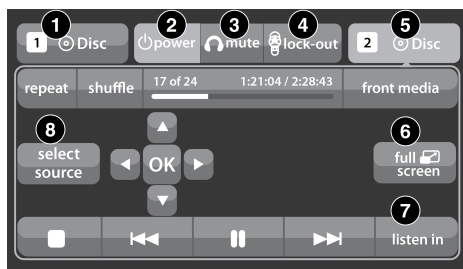 1 2 3 4 5
1 Disc power mute lock-out 2 Disc
repeat shuffle 17 of 24 1:21:04 / 2:28:43 front media
8 6
select
source
OK
full
screen
7
listen in